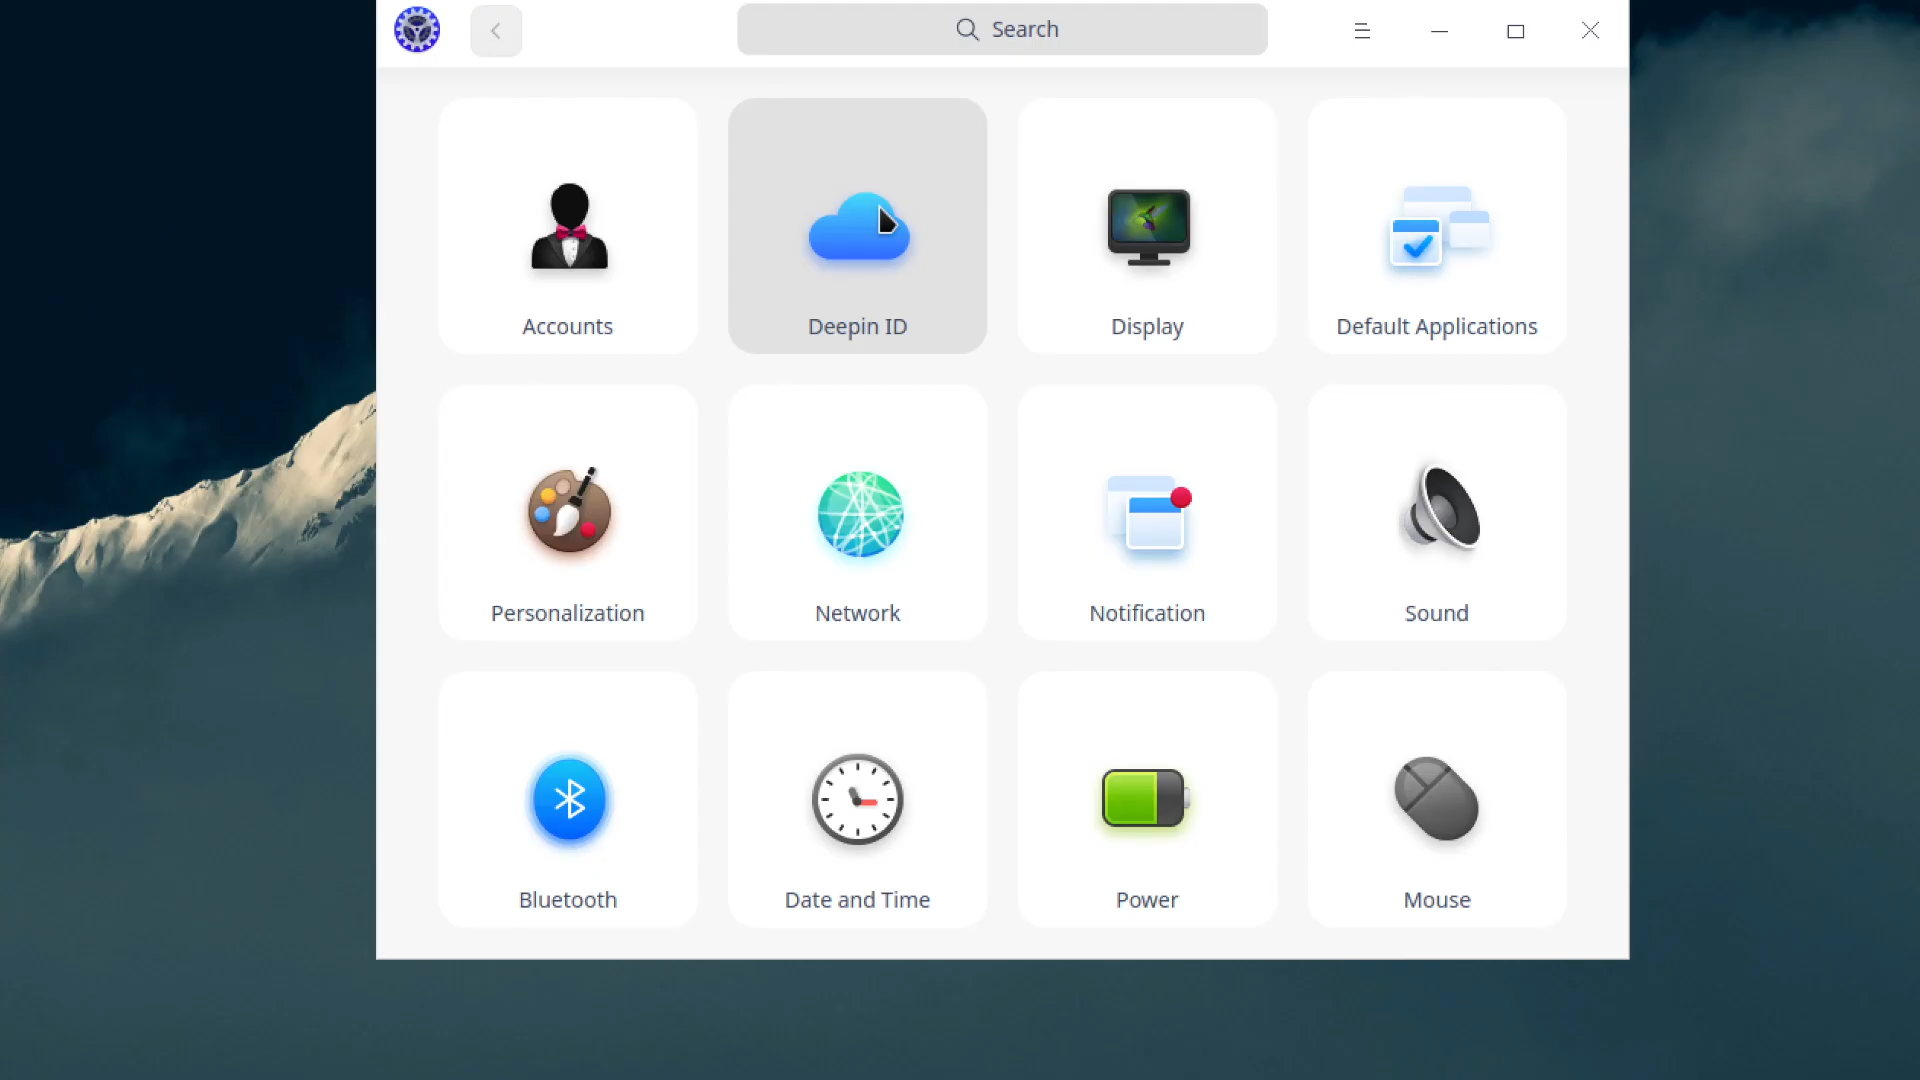 Search
Accounts
Deepin ID
Display
Default Applications
Personalization
Network
Notification
Sound
Bluetooth
Date and Time
Power
Mouse